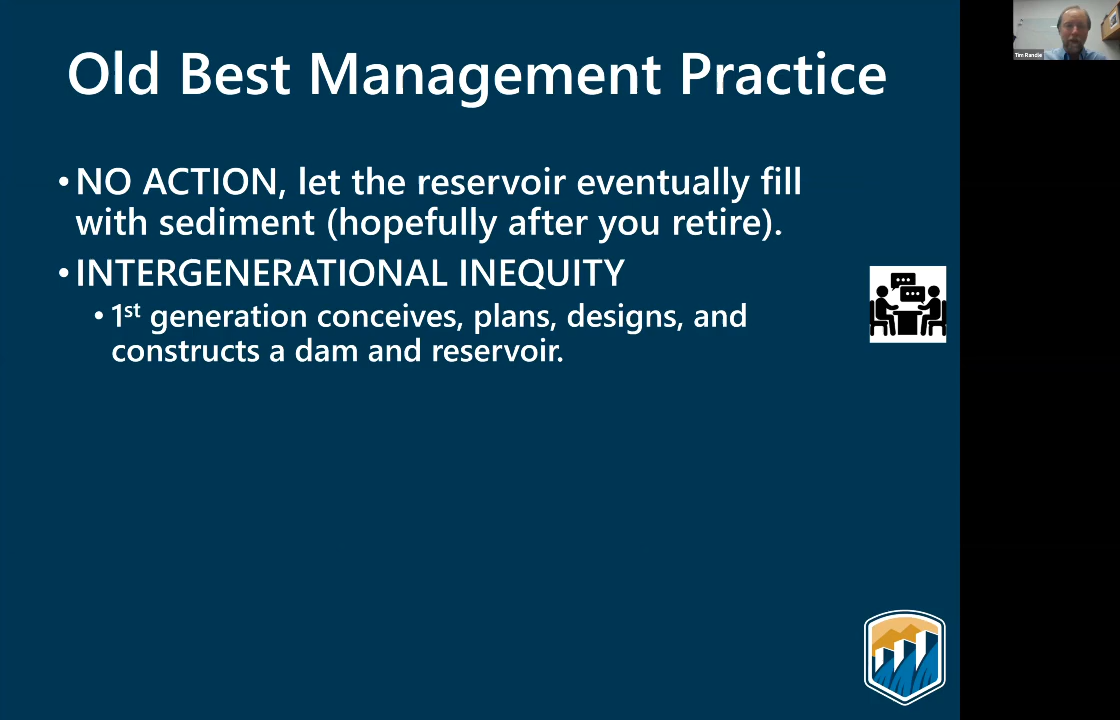 Old Best Management Practice
• NO ACTION, let the reservoir eventually fill
with sediment (hopefully after you retire).
• INTERGENERATIONAL INEQUITY
• 1st generation conceives, plans, designs, and
constructs a dam and reservoir.
Tim Randle